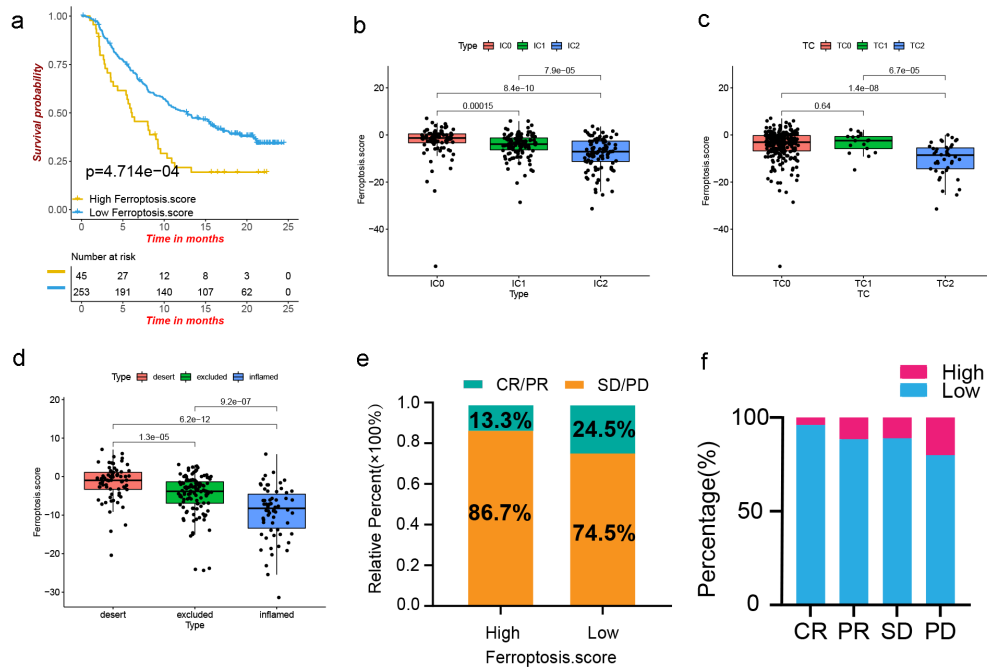 a
1.00
0.75
0.50
0.25
0.00
Survival probability
p=4.714e−04
High Ferroptosis.score
Low Ferroptosis.score
0 5 10 15 20 25
Time in months
Number at risk
45 27 12 8 3 0
253 191 140 107 62 0
0 5 10 15 20 25
Time in months
b
Type IC0 IC1 IC2
7.9e−05
8.4e−10
0.00015
20
0
−20
−40
Ferroptosis.score
IC0 IC1 IC2
Type
c
TC TC0 TC1 TC2
6.7e−05
1.4e−08
0.64
20
0
−20
−40
Ferroptosis.score
TC0 TC1 TC2
TC
d
Type desert excluded inflamed
9.2e−07
6.2e−12
1.3e−05
20
10
0
−10
−20
−30
Ferroptosis.score
desert excluded inflamed
Type
e
CR/PR SD/PD
1.0
0.8
0.6
0.4
0.2
0.0
Relative Percent(×100%)
13.3%
24.5%
86.7%
74.5%
High Low
Ferroptosis.score
f
High
Low
100
50
0
Percentage(%)
CR PR SD PD